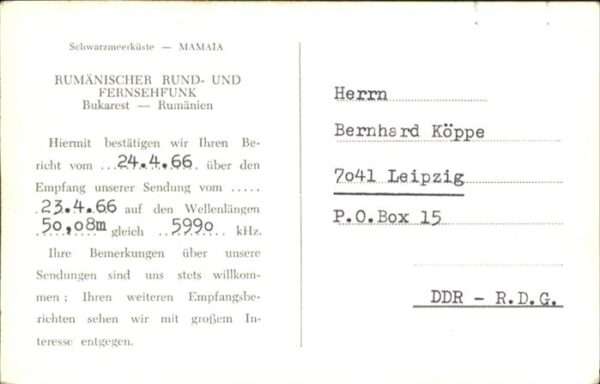 Schwarzmeerküste — MAMAIA
RUMÄNISCHER RUND- UND
FERNSEHFUNK
Bukarest — Rumänien
Hiermit bestätigen wir Ihren Be-
richt vom ...24.4.66. über den
Empfang unserer Sendung vom .....
.23.4.66 auf den Wellenlängen
50,08m gleich .5990. kHz.
Ihre Bemerkungen über unsere
Sendungen sind uns stets willkom-
men ; Ihren weiteren Empfangsbe-
richten sehen wir mit großem In-
teresse entgegen.
Herrn
Bernhard Köppe
7o41 Leipzig
P.O.Box 15
DDR - R.D.G.